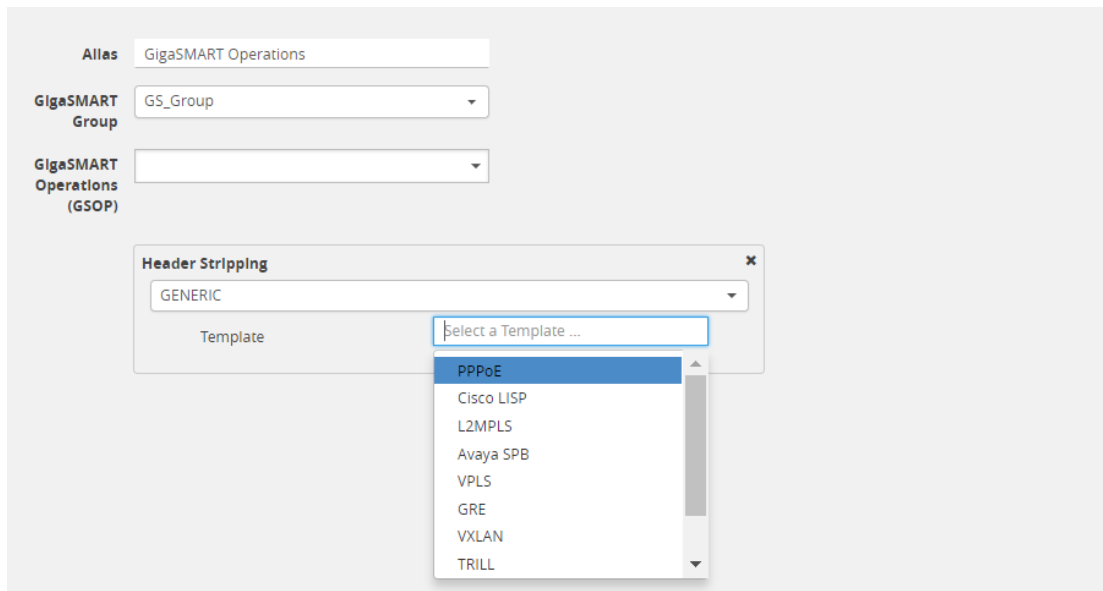 Alias
GigaSMART Operations
GigaSMART
Group
GS_Group
GigaSMART
Operations
(GSOP)
Header Stripping
GENERIC
Template
Select a Template ...
PPPoE
Cisco LISP
L2MPLS
Avaya SPB
VPLS
GRE
VXLAN
TRILL